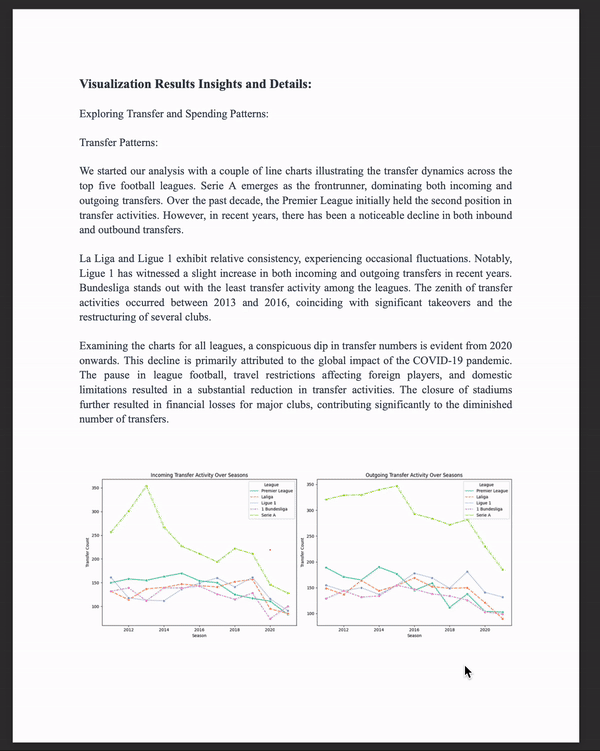 Visualization Results Insights and Details:
Exploring Transfer and Spending Patterns:
Transfer Patterns:
We started our analysis with a couple of line charts illustrating the transfer dynamics across the
top five football leagues. Serie A emerges as the frontrunner, dominating both incoming and
outgoing transfers. Over the past decade, the Premier League initially held the second position in
transfer activities. However, in recent years, there has been a noticeable decline in both inbound
and outbound transfers.
La Liga and Ligue 1 exhibit relative consistency, experiencing occasional fluctuations. Notably,
Ligue 1 has witnessed a slight increase in both incoming and outgoing transfers in recent years.
Bundesliga stands out with the least transfer activity among the leagues. The zenith of transfer
activities occurred between 2013 and 2016, coinciding with significant takeovers and the
restructuring of several clubs.
Examining the charts for all leagues, a conspicuous dip in transfer numbers is evident from 2020
onwards. This decline is primarily attributed to the global impact of the COVID-19 pandemic.
The pause in league football, travel restrictions affecting foreign players, and domestic
limitations resulted in a substantial reduction in transfer activities. The closure of stadiums
further resulted in financial losses for major clubs, contributing significantly to the diminished
number of transfers.
Incoming Transfer Activity Over Seasons
League
Premier League
Laliga
Ligue 1
1 Bundesliga
Serie A
Transfer Count
350
300
250
200
150
100
2012 2014 2016 2018 2020
Season
Outgoing Transfer Activity Over Seasons
League
Premier League
Laliga
Ligue 1
1 Bundesliga
Serie A
Transfer Count
350
300
250
200
150
100
2012 2014 2016 2018 2020
Season